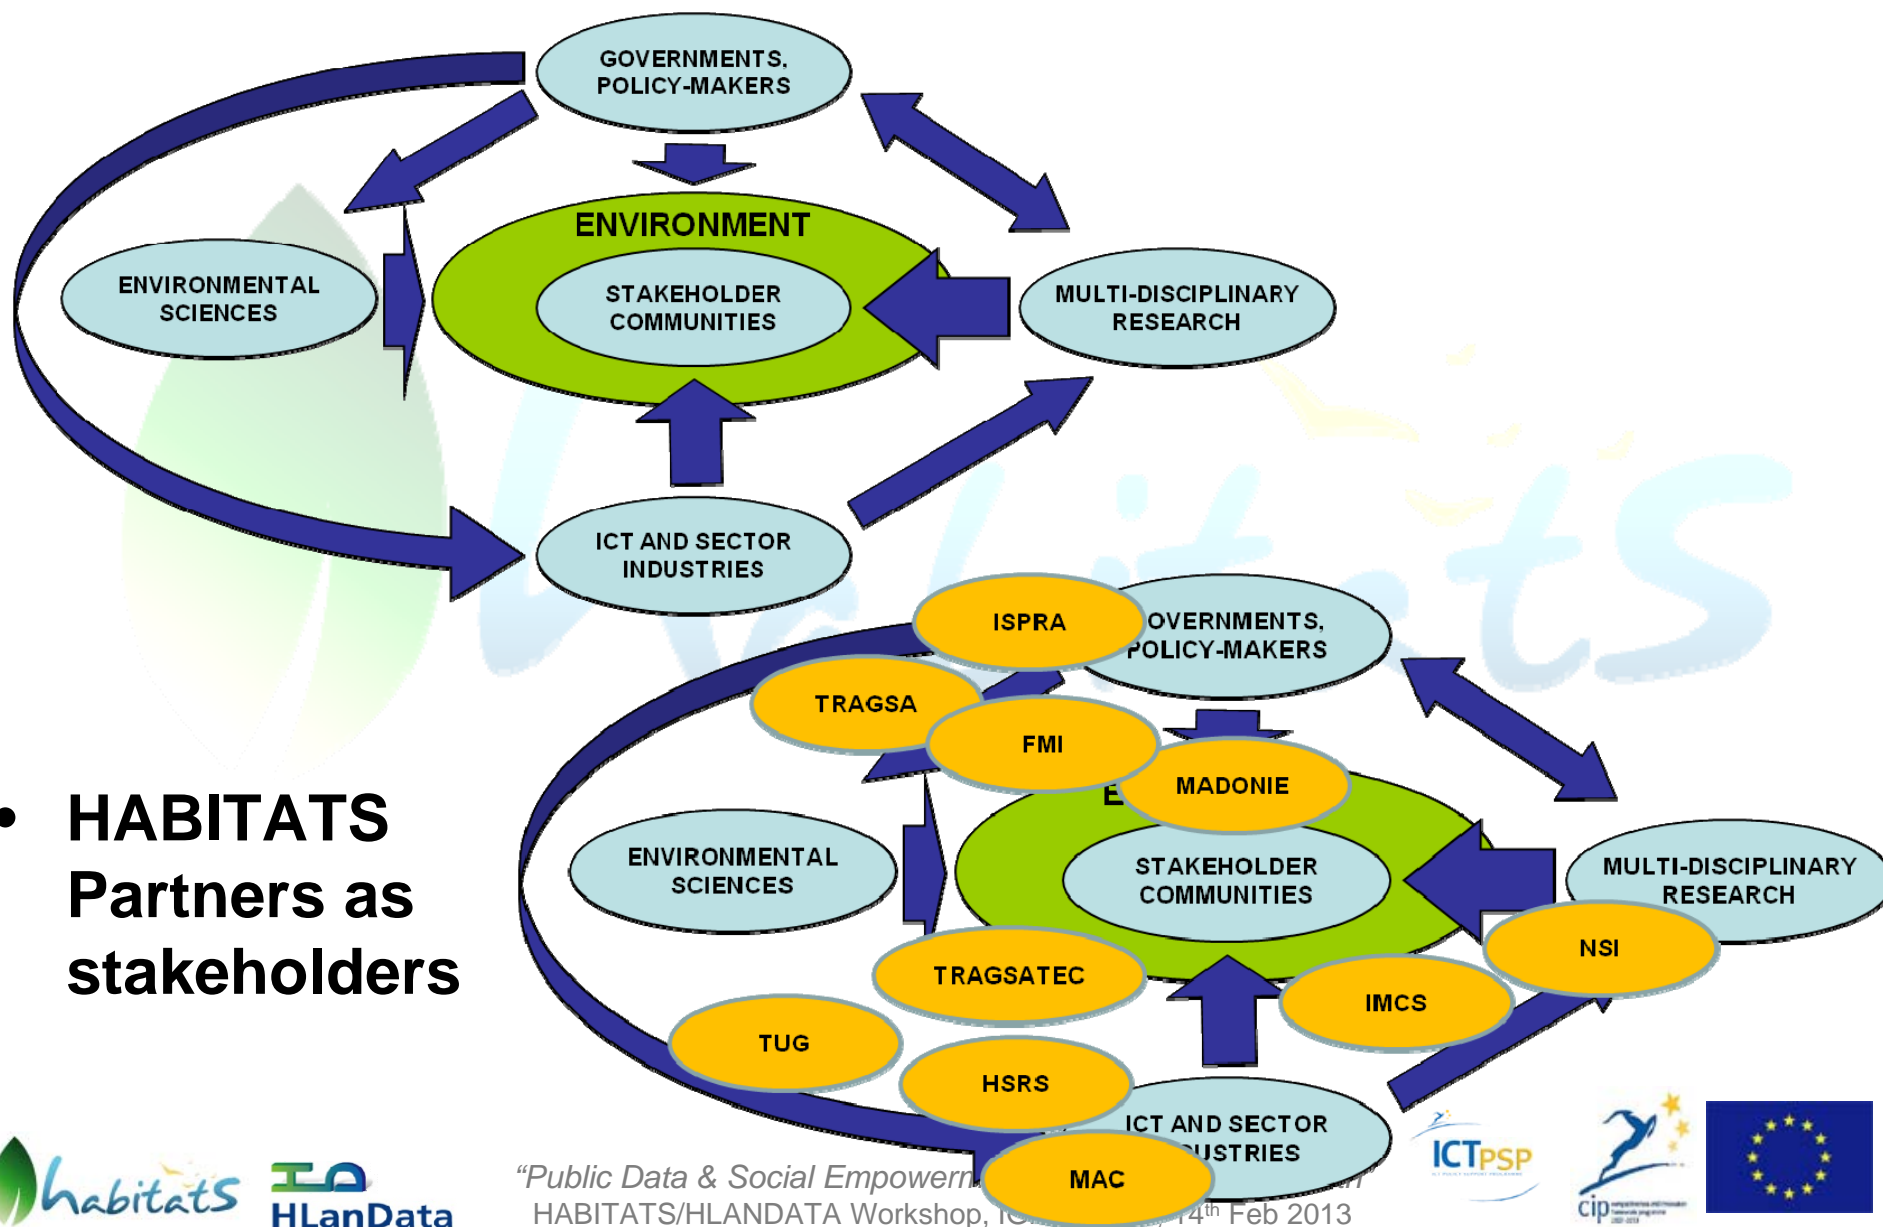 GOVERNMENTS,
POLICY-MAKERS
ENVIRONMENT
ENVIRONMENTAL
SCIENCES
STAKEHOLDER
COMMUNITIES
MULTI-DISCIPLINARY
RESEARCH
ICT AND SECTOR
INDUSTRIES
habitats
ISPRA
OVERNMENTS,
POLICY-MAKERS
TRAGSA
FMI
MADONIE
E
ENVIRONMENTAL
SCIENCES
STAKEHOLDER
COMMUNITIES
MULTI-DISCIPLINARY
RESEARCH
NSI
TRAGSATEC
IMCS
TUG
HSRS
ICT AND SECTOR
USTRIES
MAC
• HABITATS
Partners as
stakeholders
habitats
HLanData
“Public Data & Social Empowerm
HABITATS/HLANDATA Workshop, 14th Feb 2013
ICTPSP
cip